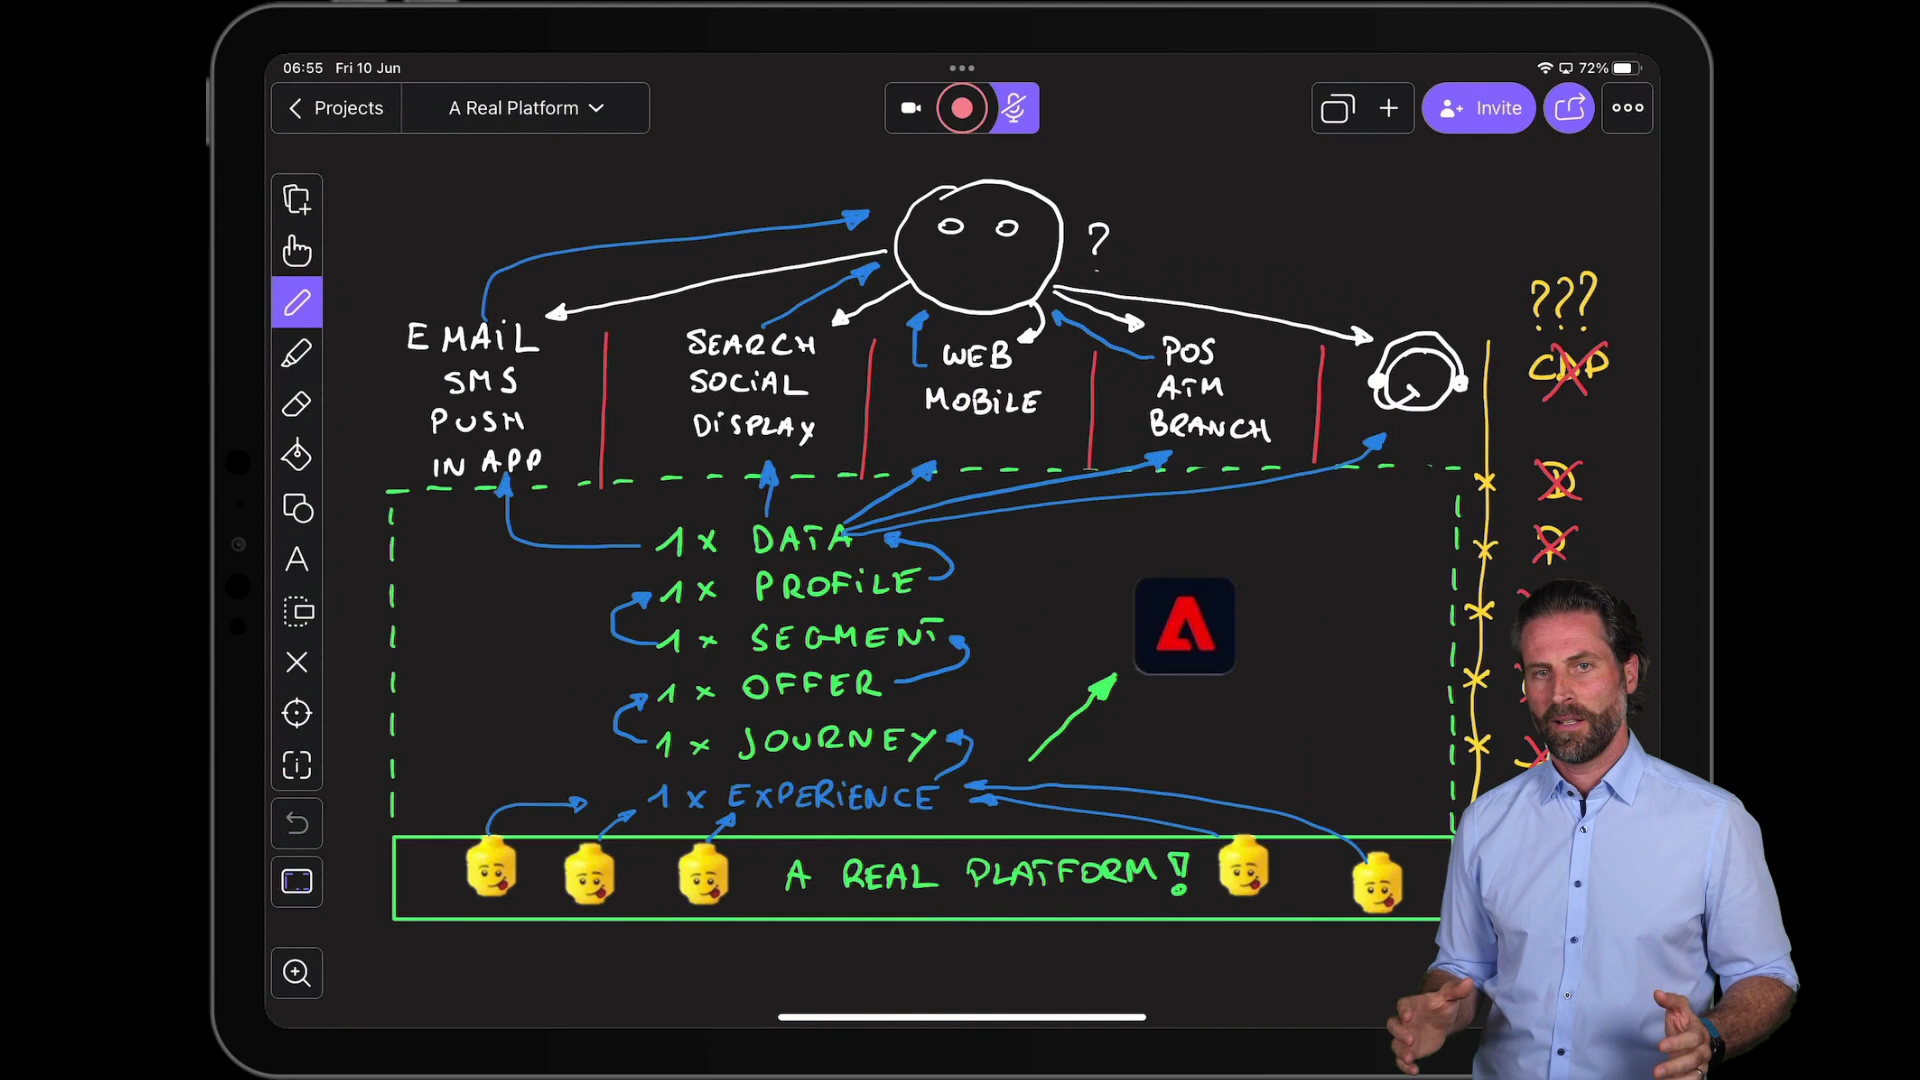 06:55 Fri 10 Jun
72%
Projects
A Real Platform
Invite
?
EMAIL
SMS
PUSH
IN APP
SEARCH
SOCIAL
DISPLAY
WEB
MOBILE
POS
ATM
BRANCH
???
CDP
D
P
1 x DATA
1 x PROFILE
1 x SEGMENT
1 x OFFER
1 x JOURNEY
1 x EXPERIENCE
A REAL PLATFORM!